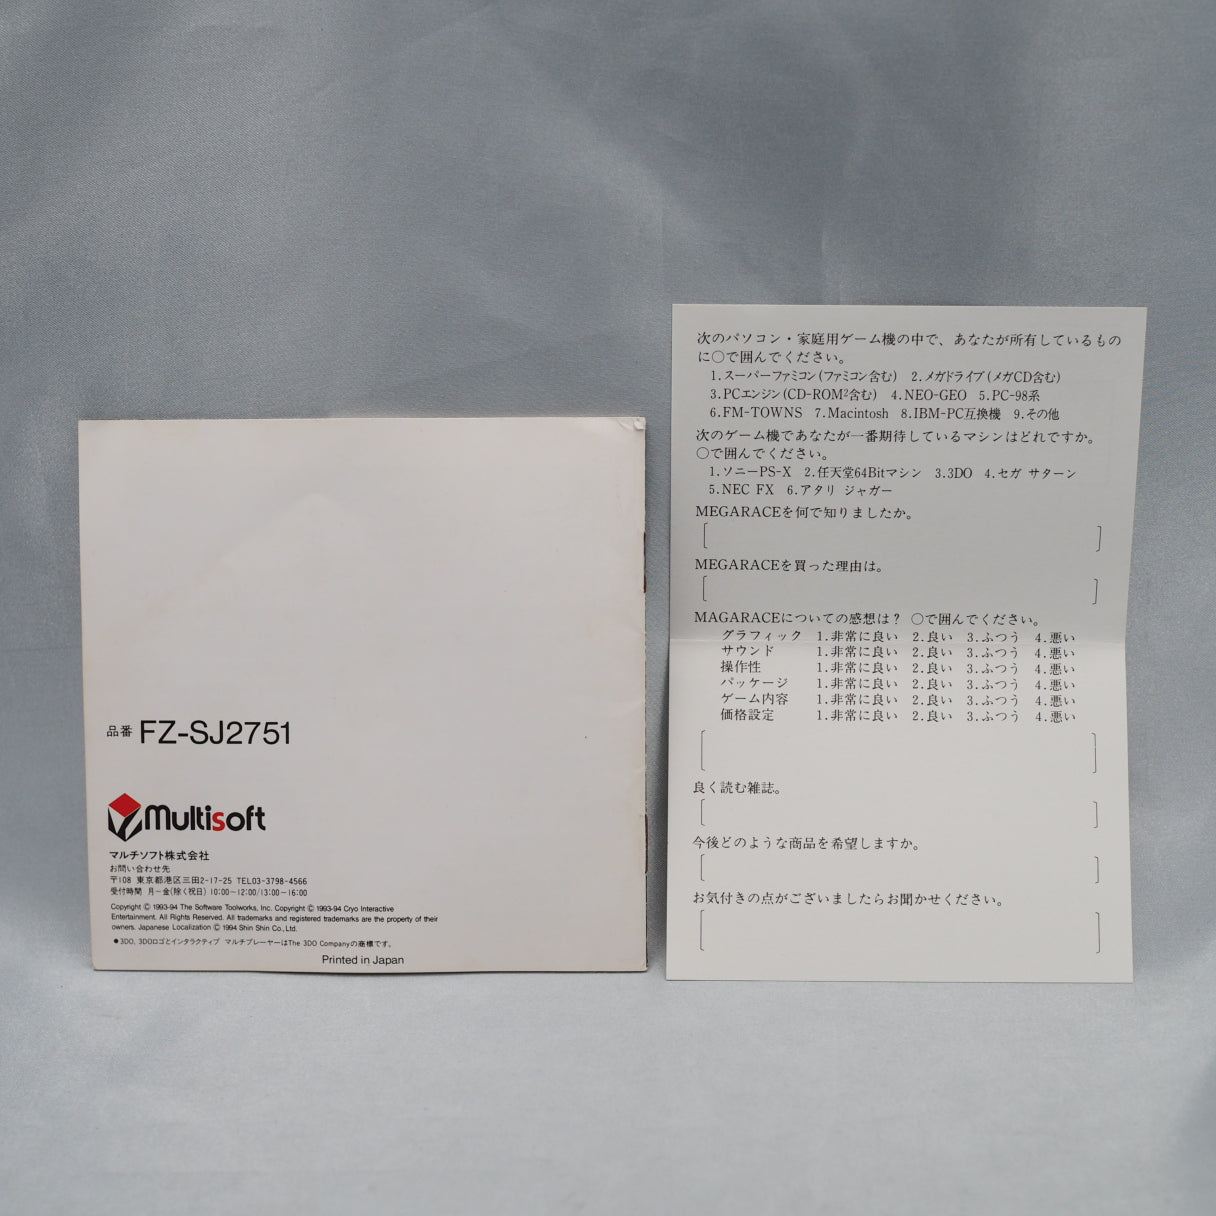 品番 FZ-SJ2751
Multisoft
マルチソフト株式会社
お問い合わせ先
〒108 東京都港区三田2-17-25 TEL03-3798-4566
受付時間 月〜金(除く祝日) 10:00〜12:00/13:00〜16:00
Copyright © 1993-94 The Software Toolworks, Inc. Copyright © 1993-94 Cryo Interactive
Entertainment. All Rights Reserved. All trademarks and registered trademarks are the property of their
owners. Japanese Localization © 1994 Shin Shin Co., Ltd.
●3DO、3DOロゴとインタラクティブ マルチプレーヤーはThe 3DO Companyの商標です。
Printed in Japan
次のパソコン・家庭用ゲーム機の中で、あなたが所有しているもの
に○で囲んでください。
1.スーパーファミコン(ファミコン含む) 2.メガドライブ(メガCD含む)
3.PCエンジン(CD-ROM²含む) 4.NEO-GEO 5.PC-98系
6.FM-TOWNS 7.Macintosh 8.IBM-PC互換機 9.その他
次のゲーム機であなたが一番期待しているマシンはどれですか。
○で囲んでください。
1.ソニーPS-X 2.任天堂64Bitマシン 3.3DO 4.セガ サターン
5.NEC FX 6.アタリ ジャガー
MEGARACEを何で知りましたか。
MEGARACEを買った理由は。
MAGARACEについての感想は? ○で囲んでください。
グラフィック 1.非常に良い 2.良い 3.ふつう 4.悪い
サウンド 1.非常に良い 2.良い 3.ふつう 4.悪い
操作性 1.非常に良い 2.良い 3.ふつう 4.悪い
パッケージ 1.非常に良い 2.良い 3.ふつう 4.悪い
ゲーム内容 1.非常に良い 2.良い 3.ふつう 4.悪い
価格設定 1.非常に良い 2.良い 3.ふつう 4.悪い
良く読む雑誌。
今後どのような商品を希望しますか。
お気付きの点がございましたらお聞かせください。